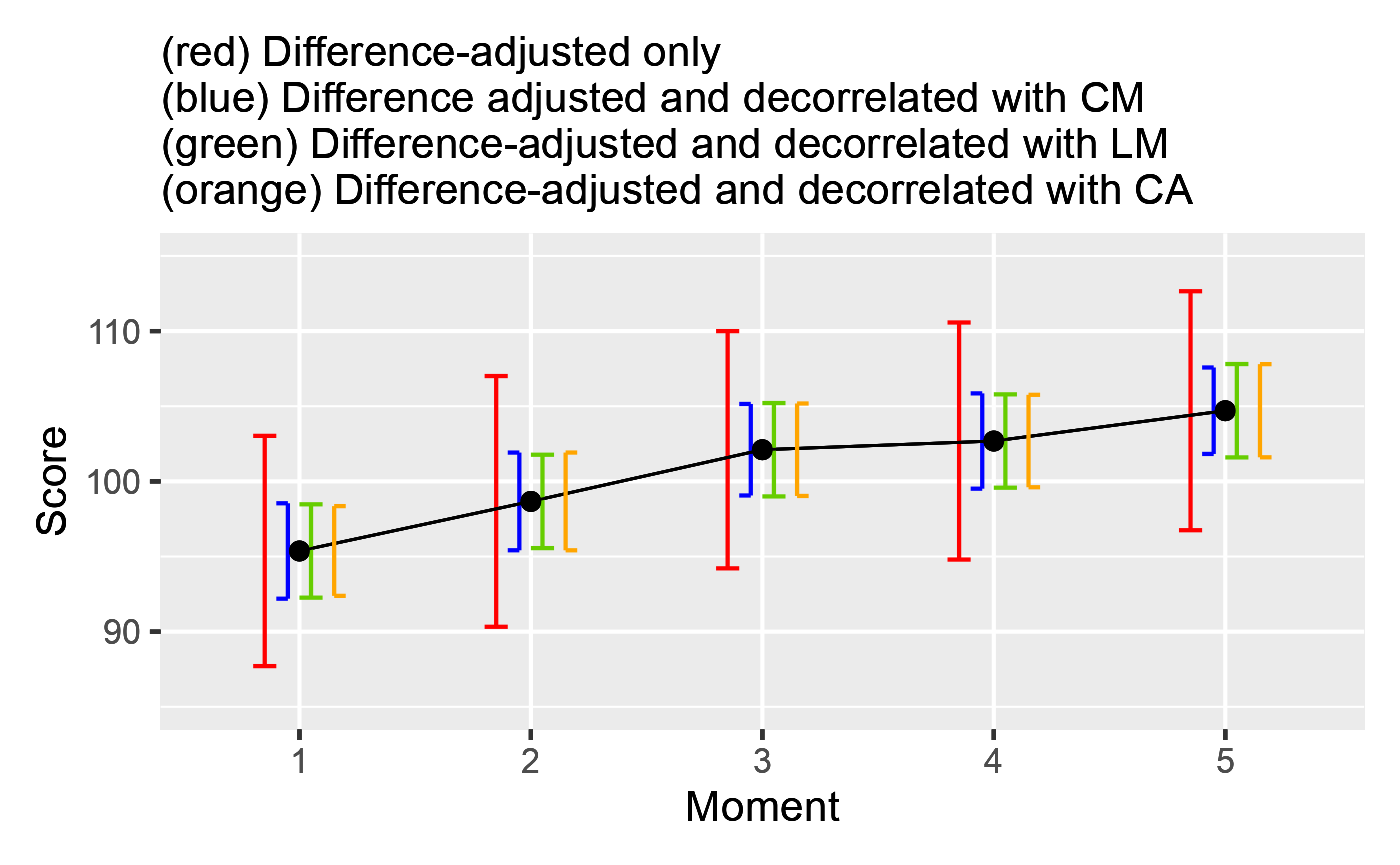 (red) Difference-adjusted only
(blue) Difference adjusted and decorrelated with CM
(green) Difference-adjusted and decorrelated with LM
(orange) Difference-adjusted and decorrelated with CA
110
100
90
Score
1 2 3 4 5
Moment